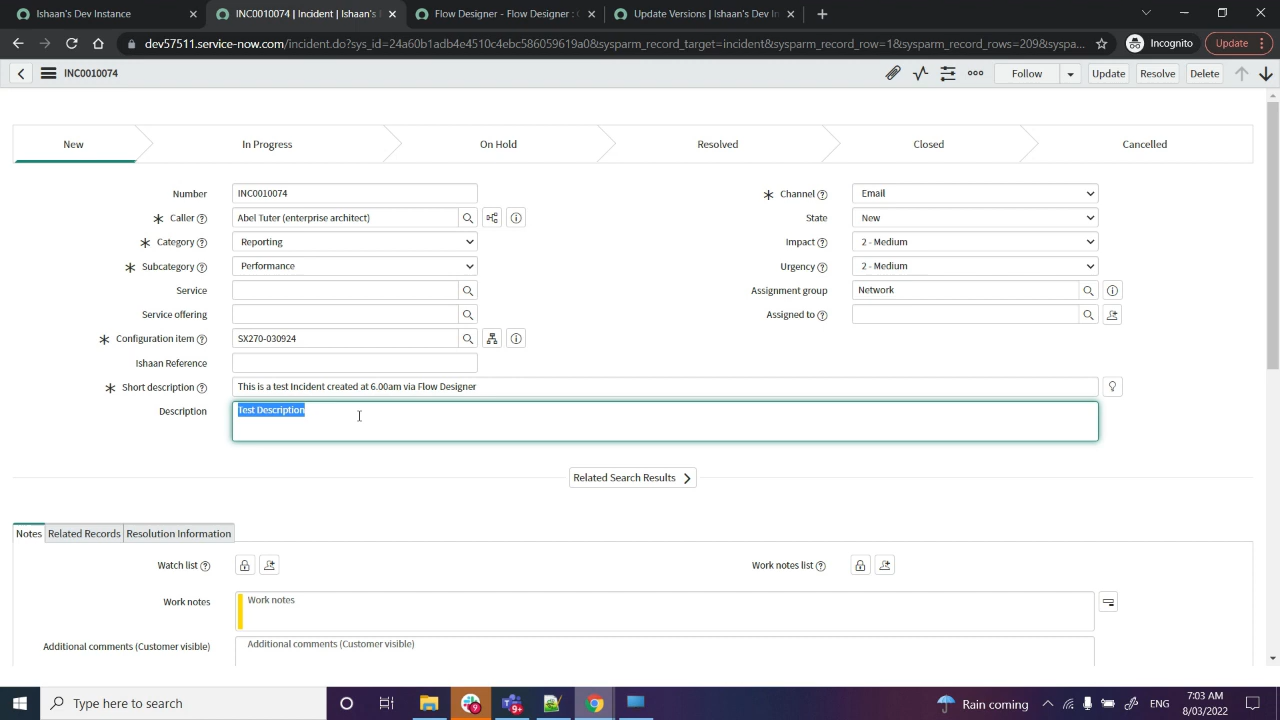 Ishaan's Dev Instance
INC0010074 | Incident | Ishaan's
Flow Designer - Flow Designer :
Update Versions | Ishaan's Dev In
dev57511.service-now.com/incident.do?sys_id=24a60b1bdb4e4510c4ebc586059619a0&sysparm_record_target=incident&sysparm_record_row=1&sysparm_record_rows=209&syspa...
Incognito
Update
INC0010074
Follow
Update
Resolve
Delete
New
In Progress
On Hold
Resolved
Closed
Cancelled
Number
INC0010074
Channel
Email
Caller
Abel Tuter (enterprise architect)
State
New
Category
Reporting
Impact
2 - Medium
Subcategory
Performance
Urgency
2 - Medium
Service
Assignment group
Network
Service offering
Assigned to
Configuration item
SX270-030924
Ishaan Reference
Short description
This is a test Incident created at 6.00am via Flow Designer
Description
Test Description
Related Search Results
Notes
Related Records
Resolution Information
Watch list
Work notes list
Work notes
Work notes
Additional comments (Customer visible)
Additional comments (Customer visible)
Type here to search
9+
Rain coming
ENG
7:03 AM
8/03/2022